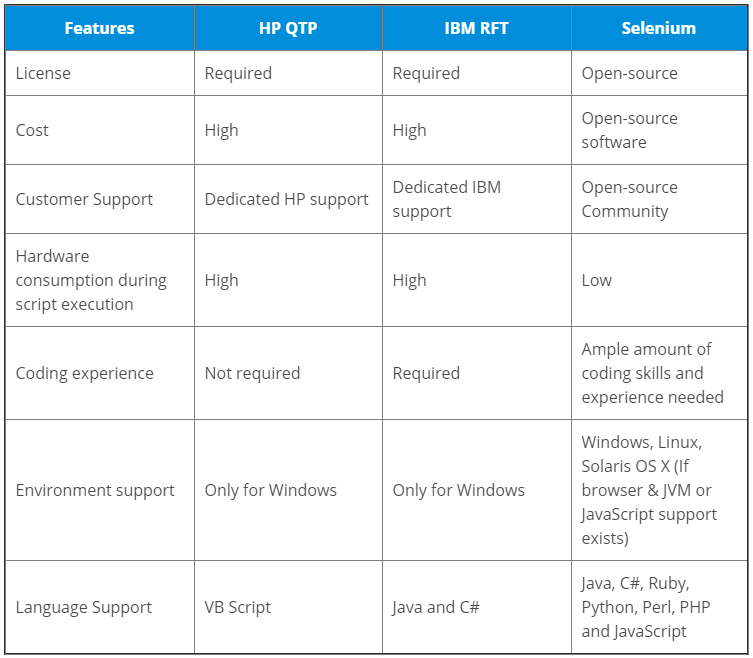 Features HP QTP IBM RFT Selenium
License Required Required Open-source
Cost High High Open-source
software
Customer Support Dedicated HP support Dedicated IBM
support Open-source
Community
Hardware
consumption during
script execution High High Low
Coding experience Not required Required Ample amount of
coding skills and
experience needed
Environment support Only for Windows Only for Windows Windows, Linux,
Solaris OS X (If
browser & JVM or
JavaScript support
exists)
Language Support VB Script Java and C# Java, C#, Ruby,
Python, Perl, PHP
and JavaScript